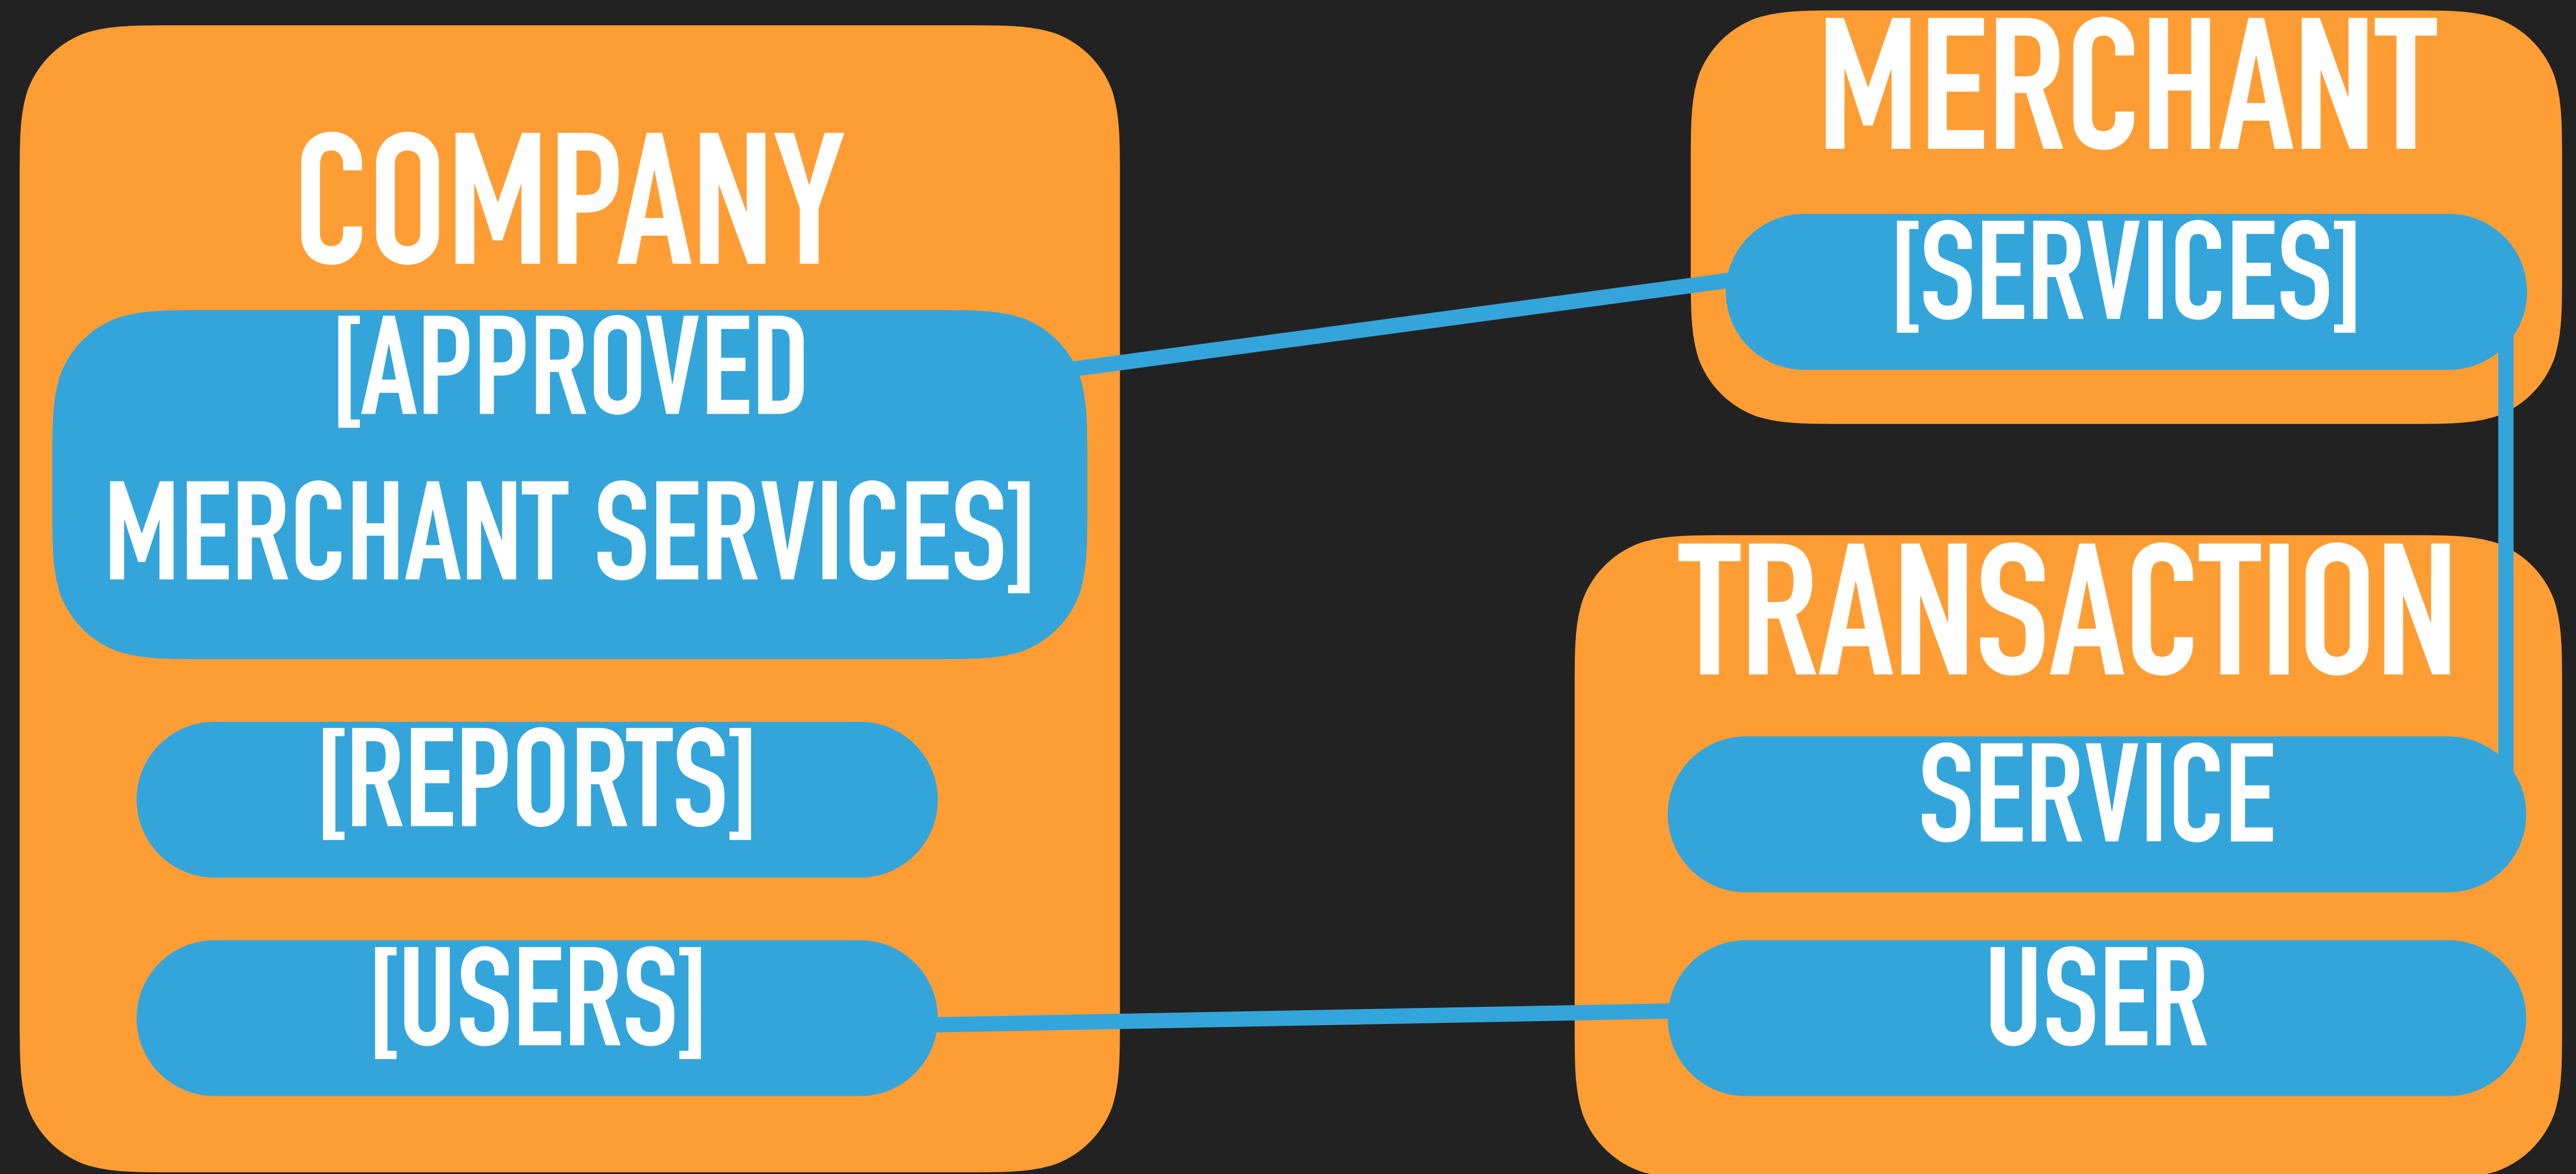 COMPANY
[APPROVED
MERCHANT SERVICES]
[REPORTS]
[USERS]
MERCHANT
[SERVICES]
TRANSACTION
SERVICE
USER